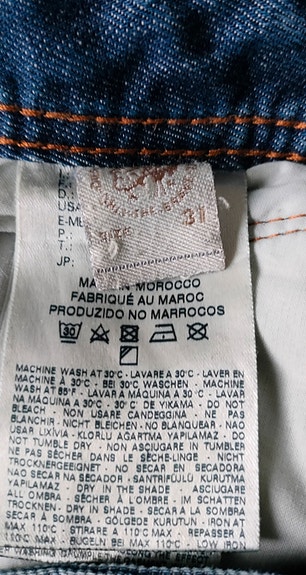 D
USA
E-M
P.:
T.:
JP:
SIZE 31
MA IN MOROCCO
FABRIQUÉ AU MAROC
PRODUZIDO NO MARROCOS
30
MACHINE WASH AT 30°C - LAVARE A 30°C - LAVER EN
MACHINE À 30°C - BEI 30°C WASCHEN - MACHINE
WASH AT 85°F - LAVAR A MÁQUINA A 30°C - LAVAR
NA MÁQUINA A 30°C DE YIKAMA - DO NOT
BLEACH - NON USARE CANDEGGINA - NE PAS
BLANCHIR - NICHT BLEICHEN - NO BLANQUEAR - NÃO
USAR LIXÍVIA - KLORLU AGARTMA YAPILAMAZ - DO
NOT TUMBLE DRY - NON ASCIUGARE IN TUMBLER
NE PAS SÉCHER DANS LE SÈCHE-LINGE - NICHT
TROCKNERGEEIGNET - NO SECAR EN SECADORA
NÃO SECAR NA SECADOR - SANTRİFÜJLÜ KURUTMA
YAPILAMAZ - DRY IN THE SHADE - ASCIUGARE
ALL OMBRA - SÉCHER À L'OMBRE - IM SCHATTEN
TROCKNEN - DRY IN SHADE - SECAR A LA SOMBRA
SECAR À SOMBRA - GÖLGEDE KURUTUN - IRON AT
MAX 110°C - STIRARE A 110°C MAX - REPASSER À
110°C MAX - BÜGELN BEI MAX 110°C - LOW IRON